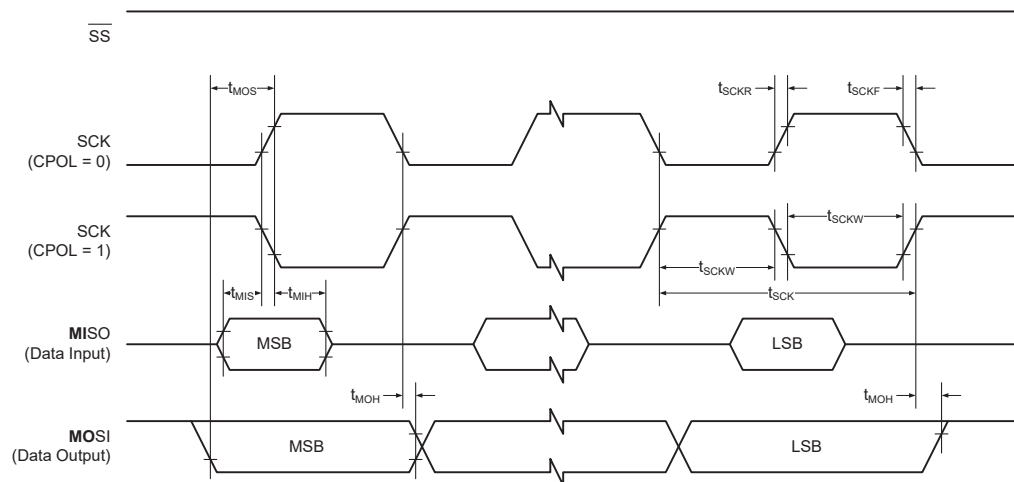 SS
tMOS
tSCKR
tSCKF
SCK
(CPOL = 0)
SCK
(CPOL = 1)
tSCKW
tSCKW
tMIS
tMIH
tSCK
MISO
(Data Input)
MSB
LSB
tMOH
tMOH
MOSI
(Data Output)
MSB
LSB